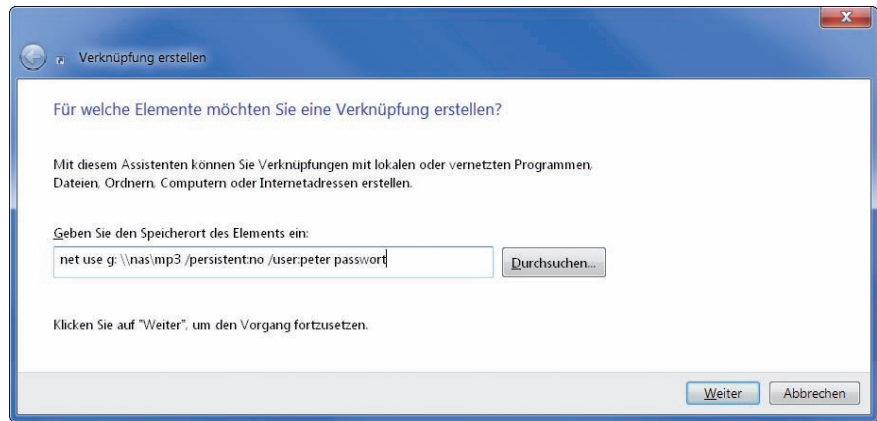 Verknüpfung erstellen
Für welche Elemente möchten Sie eine Verknüpfung erstellen?
Mit diesem Assistenten können Sie Verknüpfungen mit lokalen oder vernetzten Programmen,
Dateien, Ordnern, Computern oder Internetadressen erstellen.
Geben Sie den Speicherort des Elements ein:
net use g: \\nas\mp3 /persistent:no /user:peter passwort
Durchsuchen...
Klicken Sie auf "Weiter", um den Vorgang fortzusetzen.
Weiter Abbrechen